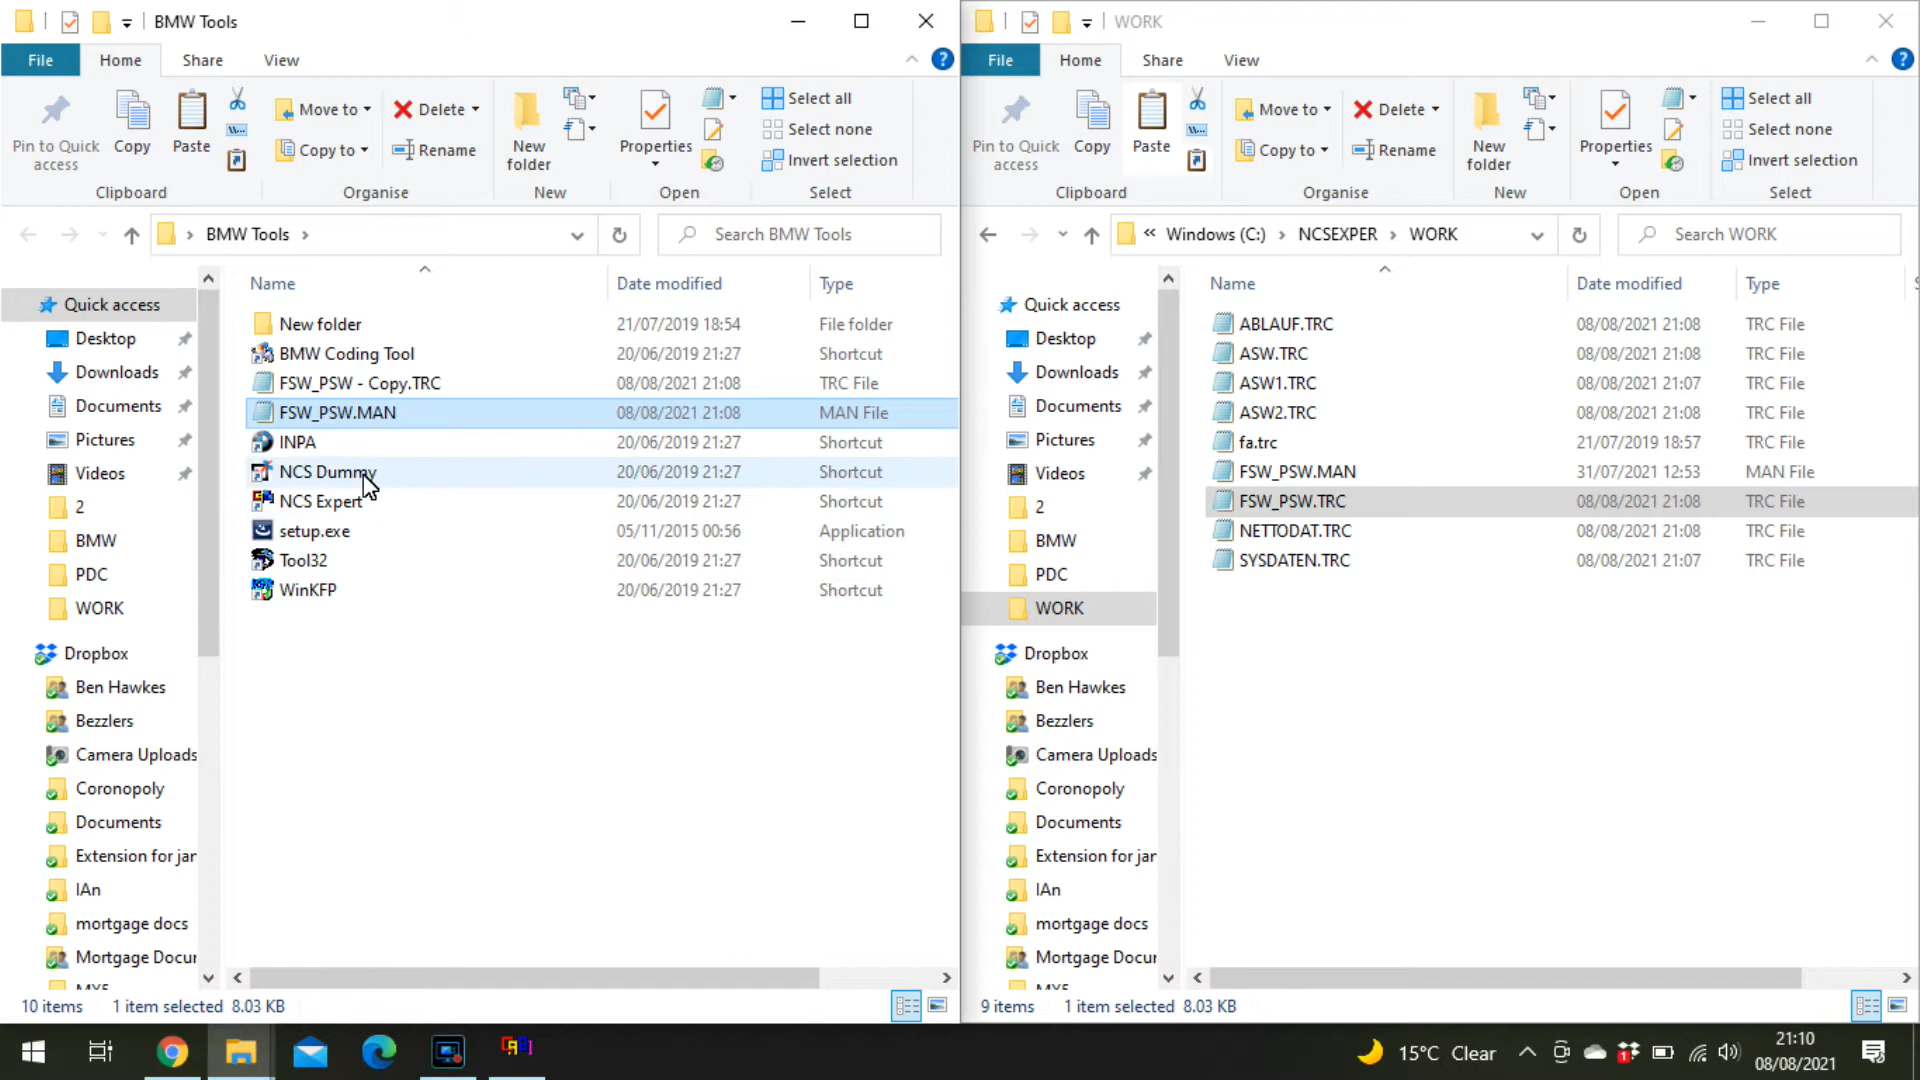 BMW Tools
File Home Share View
Pin to Quick access
Copy
Paste
Move to
Copy to
Delete
Rename
New folder
Properties
Select all
Select none
Invert selection
Clipboard Organise New Open Select
BMW Tools
Search BMW Tools
Name Date modified Type
Quick access
Desktop
Downloads
Documents
Pictures
Videos
2
BMW
PDC
WORK
Dropbox
Ben Hawkes
Bezzlers
Camera Uploads
Coronopoly
Documents
Extension for jar
IAn
mortgage docs
Mortgage Docur
MX5
New folder 21/07/2019 18:54 File folder
BMW Coding Tool 20/06/2019 21:27 Shortcut
FSW_PSW - Copy.TRC 08/08/2021 21:08 TRC File
FSW_PSW.MAN 08/08/2021 21:08 MAN File
INPA 20/06/2019 21:27 Shortcut
NCS Dummy 20/06/2019 21:27 Shortcut
NCS Expert 20/06/2019 21:27 Shortcut
setup.exe 05/11/2015 00:56 Application
Tool32 20/06/2019 21:27 Shortcut
WinKFP 20/06/2019 21:27 Shortcut
10 items 1 item selected 8.03 KB
WORK
File Home Share View
Pin to Quick access
Copy
Paste
Move to
Copy to
Delete
Rename
New folder
Properties
Select all
Select none
Invert selection
Clipboard Organise New Open Select
« Windows (C:) NCSEXPER WORK
Search WORK
Name Date modified Type
Quick access
Desktop
Downloads
Documents
Pictures
Videos
2
BMW
PDC
WORK
Dropbox
Ben Hawkes
Bezzlers
Camera Uploads
Coronopoly
Documents
Extension for jar
IAn
mortgage docs
Mortgage Docur
MX5
ABLAUF.TRC 08/08/2021 21:08 TRC File
ASW.TRC 08/08/2021 21:08 TRC File
ASW1.TRC 08/08/2021 21:07 TRC File
ASW2.TRC 08/08/2021 21:08 TRC File
fa.trc 21/07/2019 18:57 TRC File
FSW_PSW.MAN 31/07/2021 12:53 MAN File
FSW_PSW.TRC 08/08/2021 21:08 TRC File
NETTODAT.TRC 08/08/2021 21:08 TRC File
SYSDATEN.TRC 08/08/2021 21:07 TRC File
9 items 1 item selected 8.03 KB
15°C Clear
21:10
08/08/2021